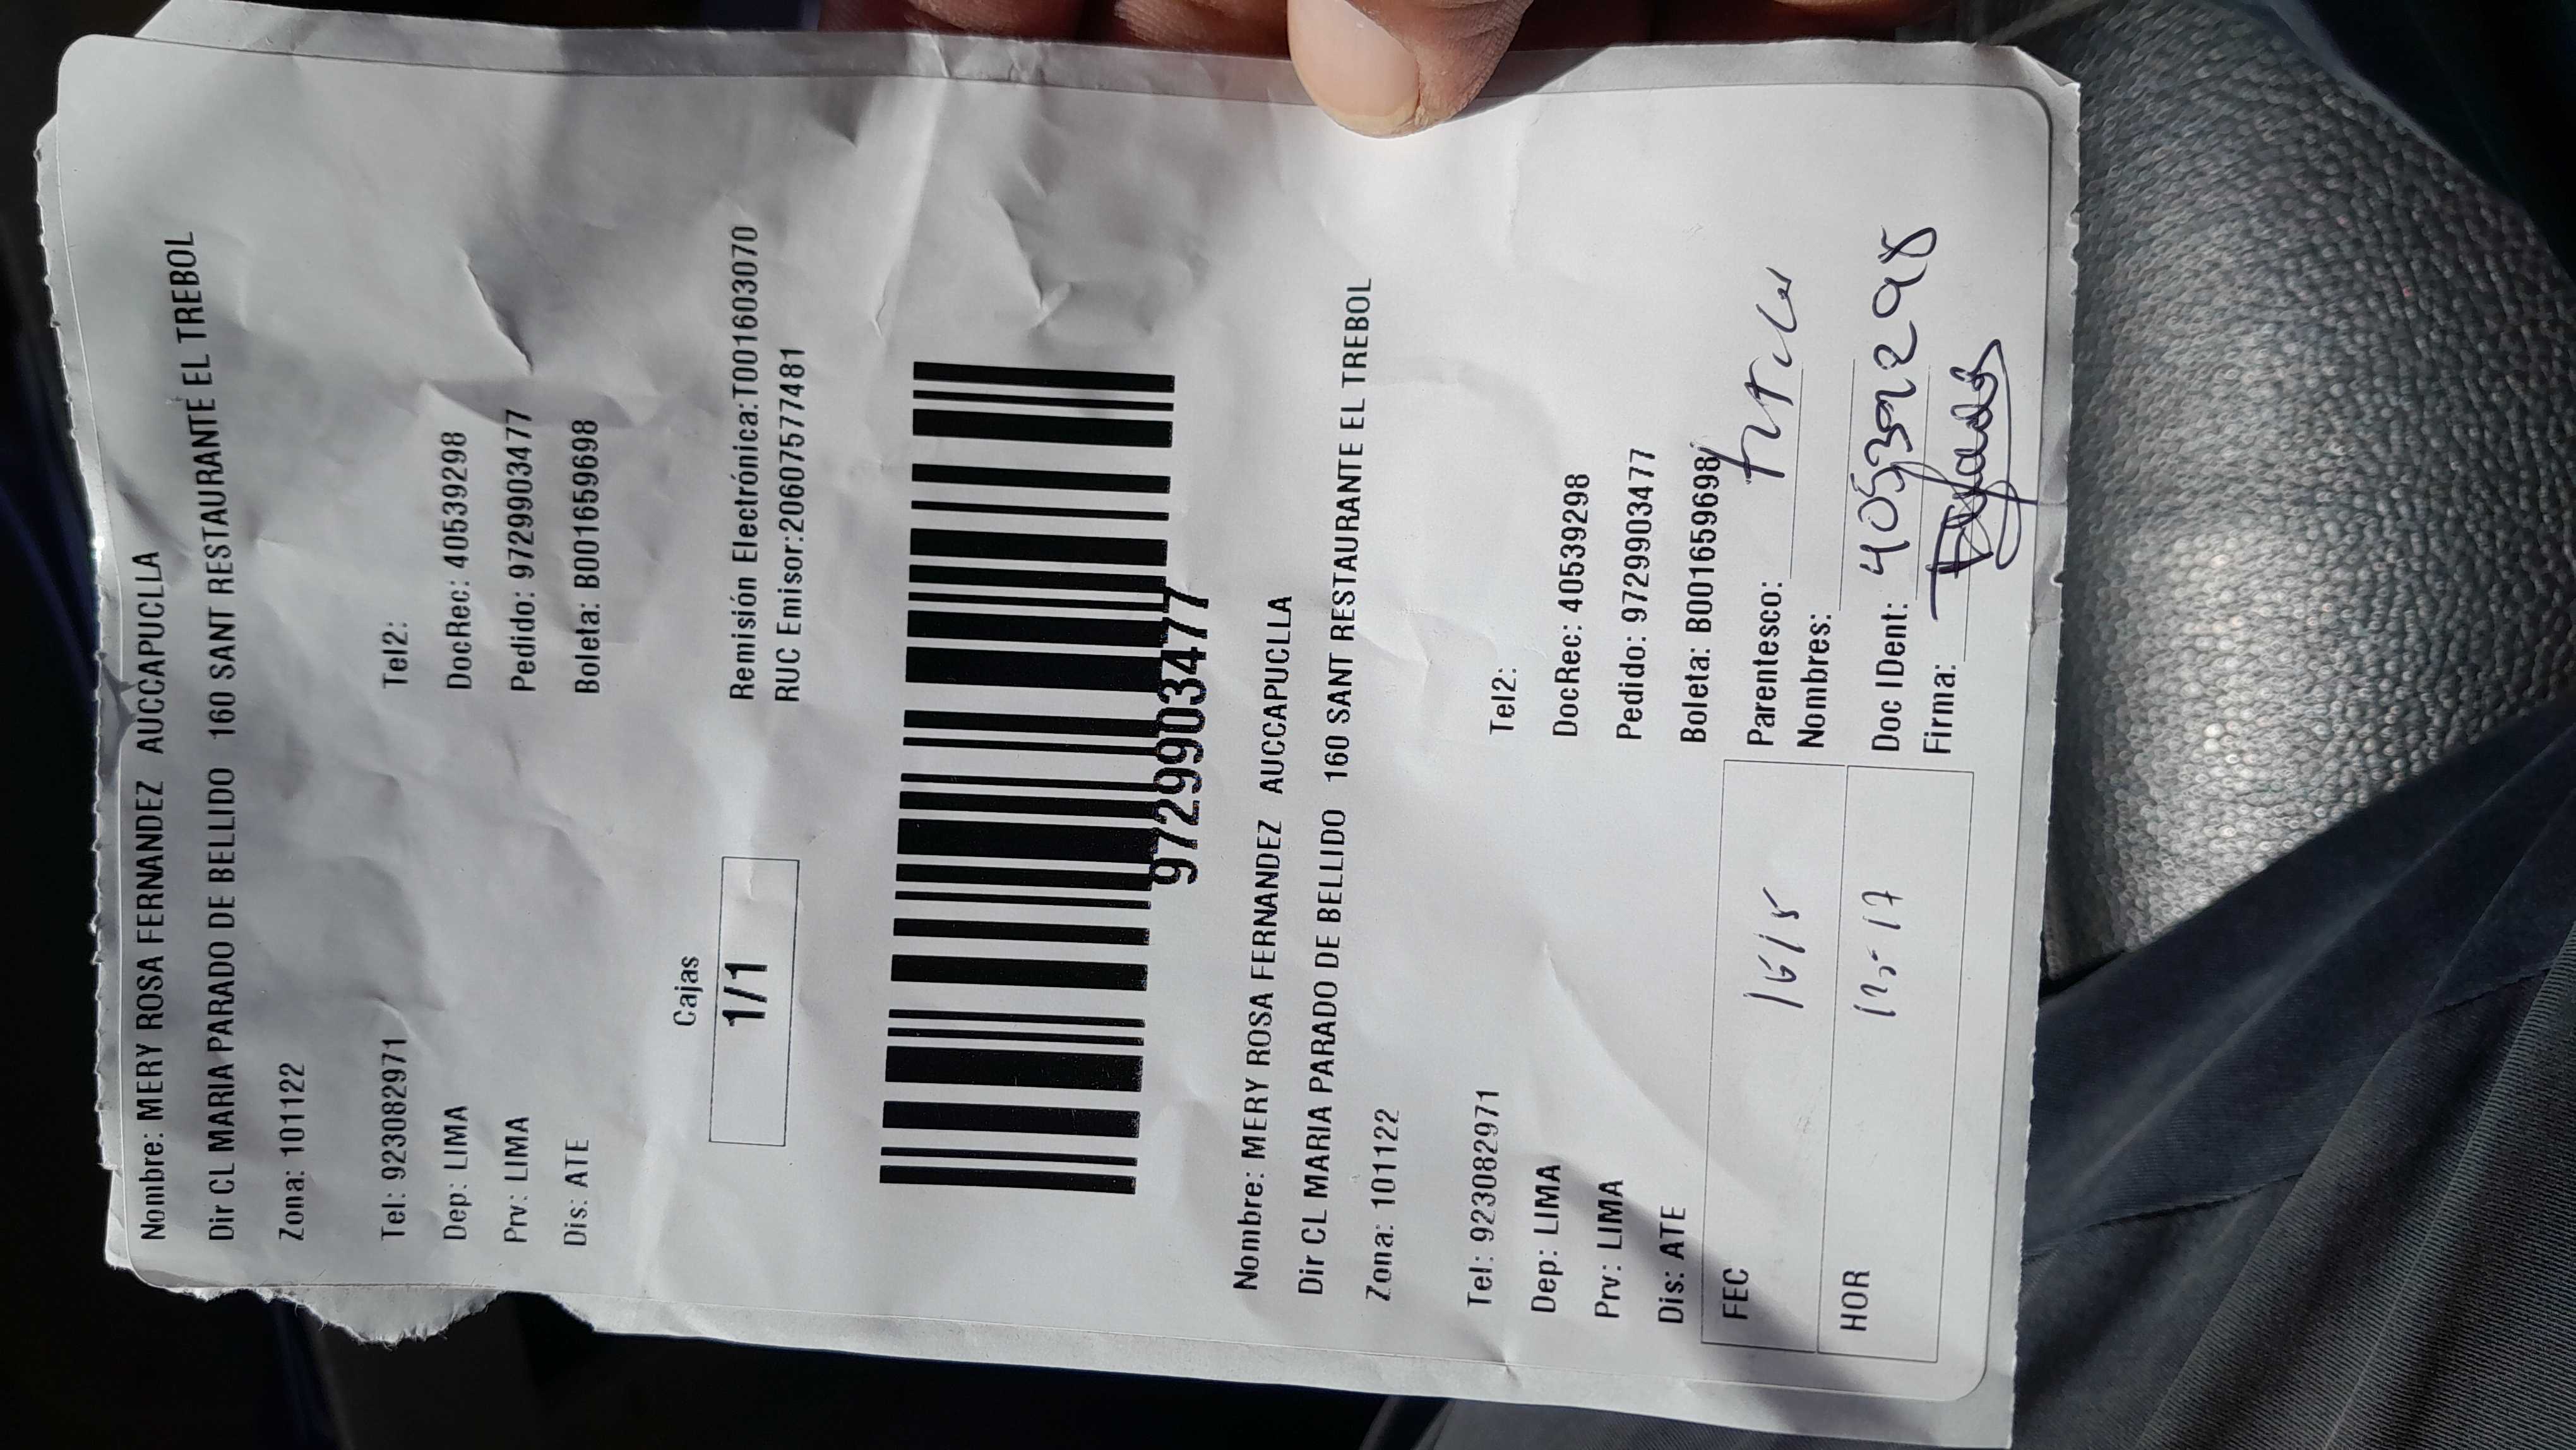 Nombre: MERY ROSA FERNANDEZ AUCCAPUCLLA
Dir CL MARIA PARADO DE BELLIDO 160 SANT RESTAURANTE EL TREBOL
Zona: 101122
Tel: 923082971 Tel2:
Dep: LIMA DocRec: 40539298
Prv: LIMA Pedido: 97299903477
Dis: ATE Boleta: B001659698
Cajas
1/1
Remisión Electrónica:T001603070
RUC Emisor:20607577481
97299903477
Nombre: MERY ROSA FERNANDEZ AUCCAPUCLLA
Dir CL MARIA PARADO DE BELLIDO 160 SANT RESTAURANTE EL TREBOL
Zona: 101122
Tel: 923082971 Tel2:
Dep: LIMA DocRec: 40539298
Prv: LIMA Pedido: 97299903477
Dis: ATE Boleta: B001659698
FEC Parentesco:
Nombres:
HOR Doc IDent: 40539298
Firma: